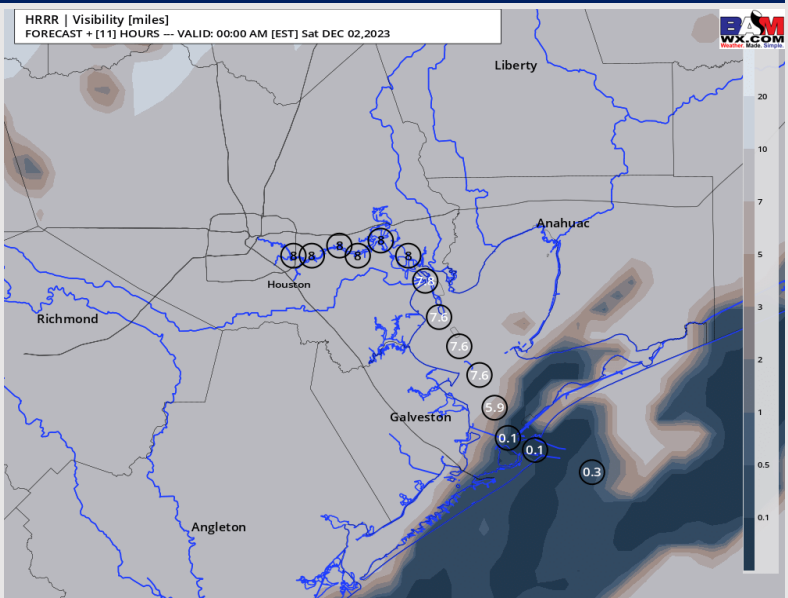 HRRR | Visibility [miles]
FORECAST + [11] HOURS --- VALID: 00:00 AM [EST] Sat DEC 02,2023
BAM
WX.COM
Weather. Made. Simple.
Liberty
20
10
7
Anahuac
8 8 8 8 8 8
5
7.8
Houston
3
Richmond
7.6
7.6
2
7.6
5.9
1
Galveston
0.1
0.1
0.5
0.3
0.1
Angleton